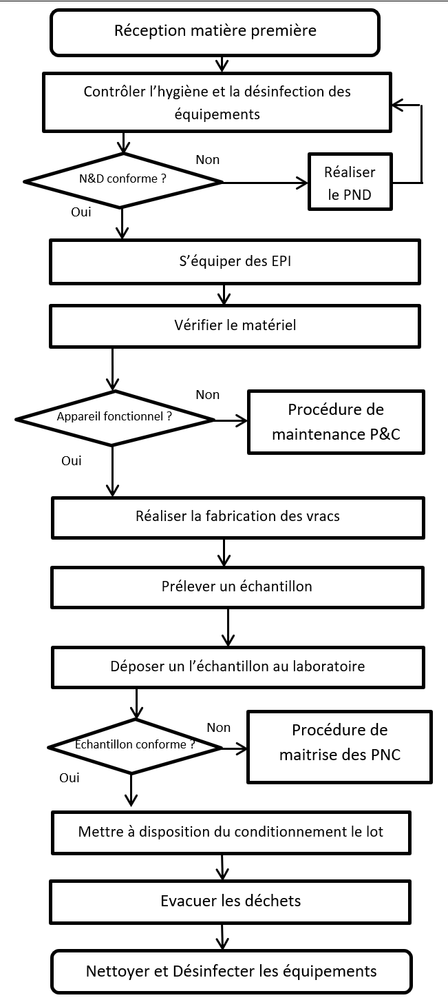 Réception matière première
Contrôler l’hygiène et la désinfection des
équipements
Non
N&D conforme ?
Réaliser
le PND
Oui
S’équiper des EPI
Vérifier le matériel
Non
Appareil fonctionnel ?
Procédure de
maintenance P&C
Oui
Réaliser la fabrication des vracs
Prélever un échantillon
Déposer un l’échantillon au laboratoire
Non
Echantillon conforme ?
Procédure de
maitrise des PNC
Oui
Mettre à disposition du conditionnement le lot
Evacuer les déchets
Nettoyer et Désinfecter les équipements